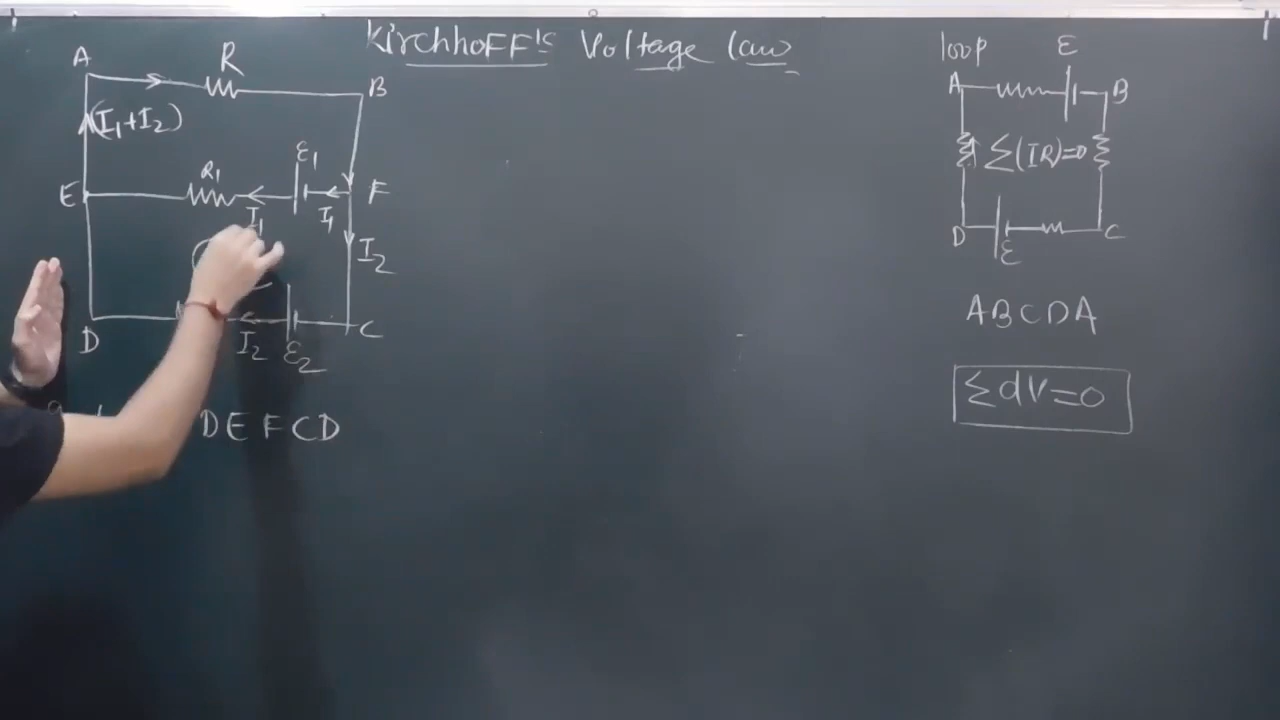 Kirchhoff's Voltage law
A
R
B
(I₁+I₂)
ε₁
R₁
E
F
I₁
I₁
I₂
D
I₂
ε₂
C
DEFCD
loop
E
A
B
Σ(IR)=0
D
ε
C
ABCDA
Σdv=0